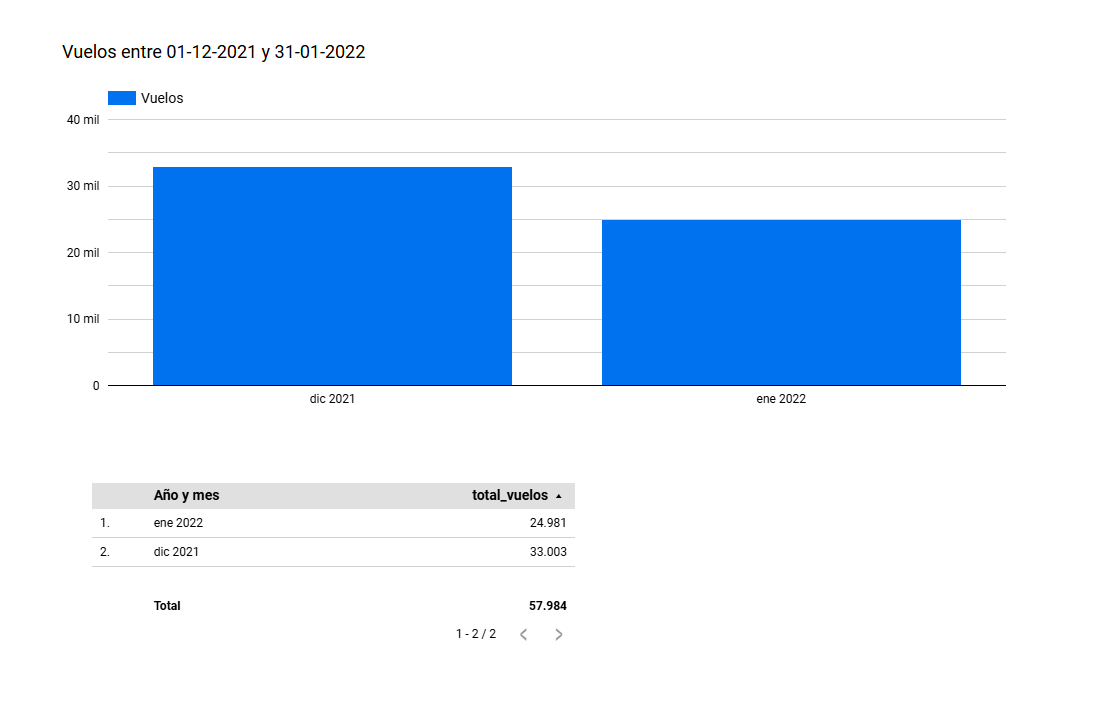 Vuelos entre 01-12-2021 y 31-01-2022
Vuelos
40 mil
30 mil
20 mil
10 mil
0
dic 2021 ene 2022
Año y mes total_vuelos
1. ene 2022 24.981
2. dic 2021 33.003
Total 57.984
1 - 2 / 2